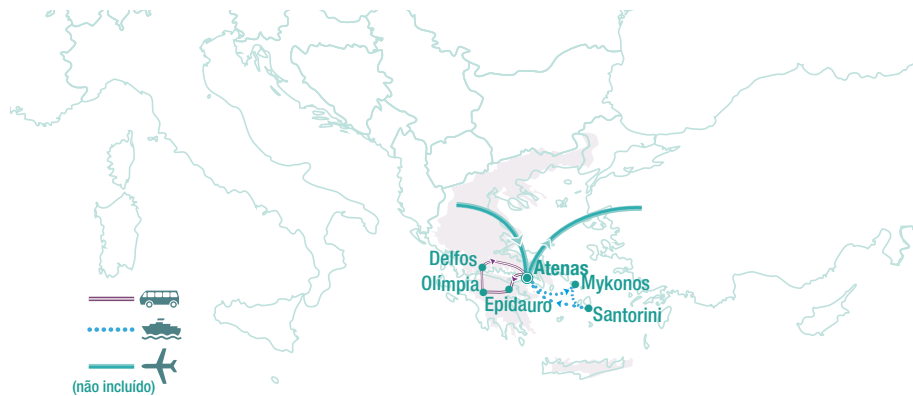 Delfos
Atenas
Olímpia
Mykonos
Epidauro
Santorini
(não incluído)